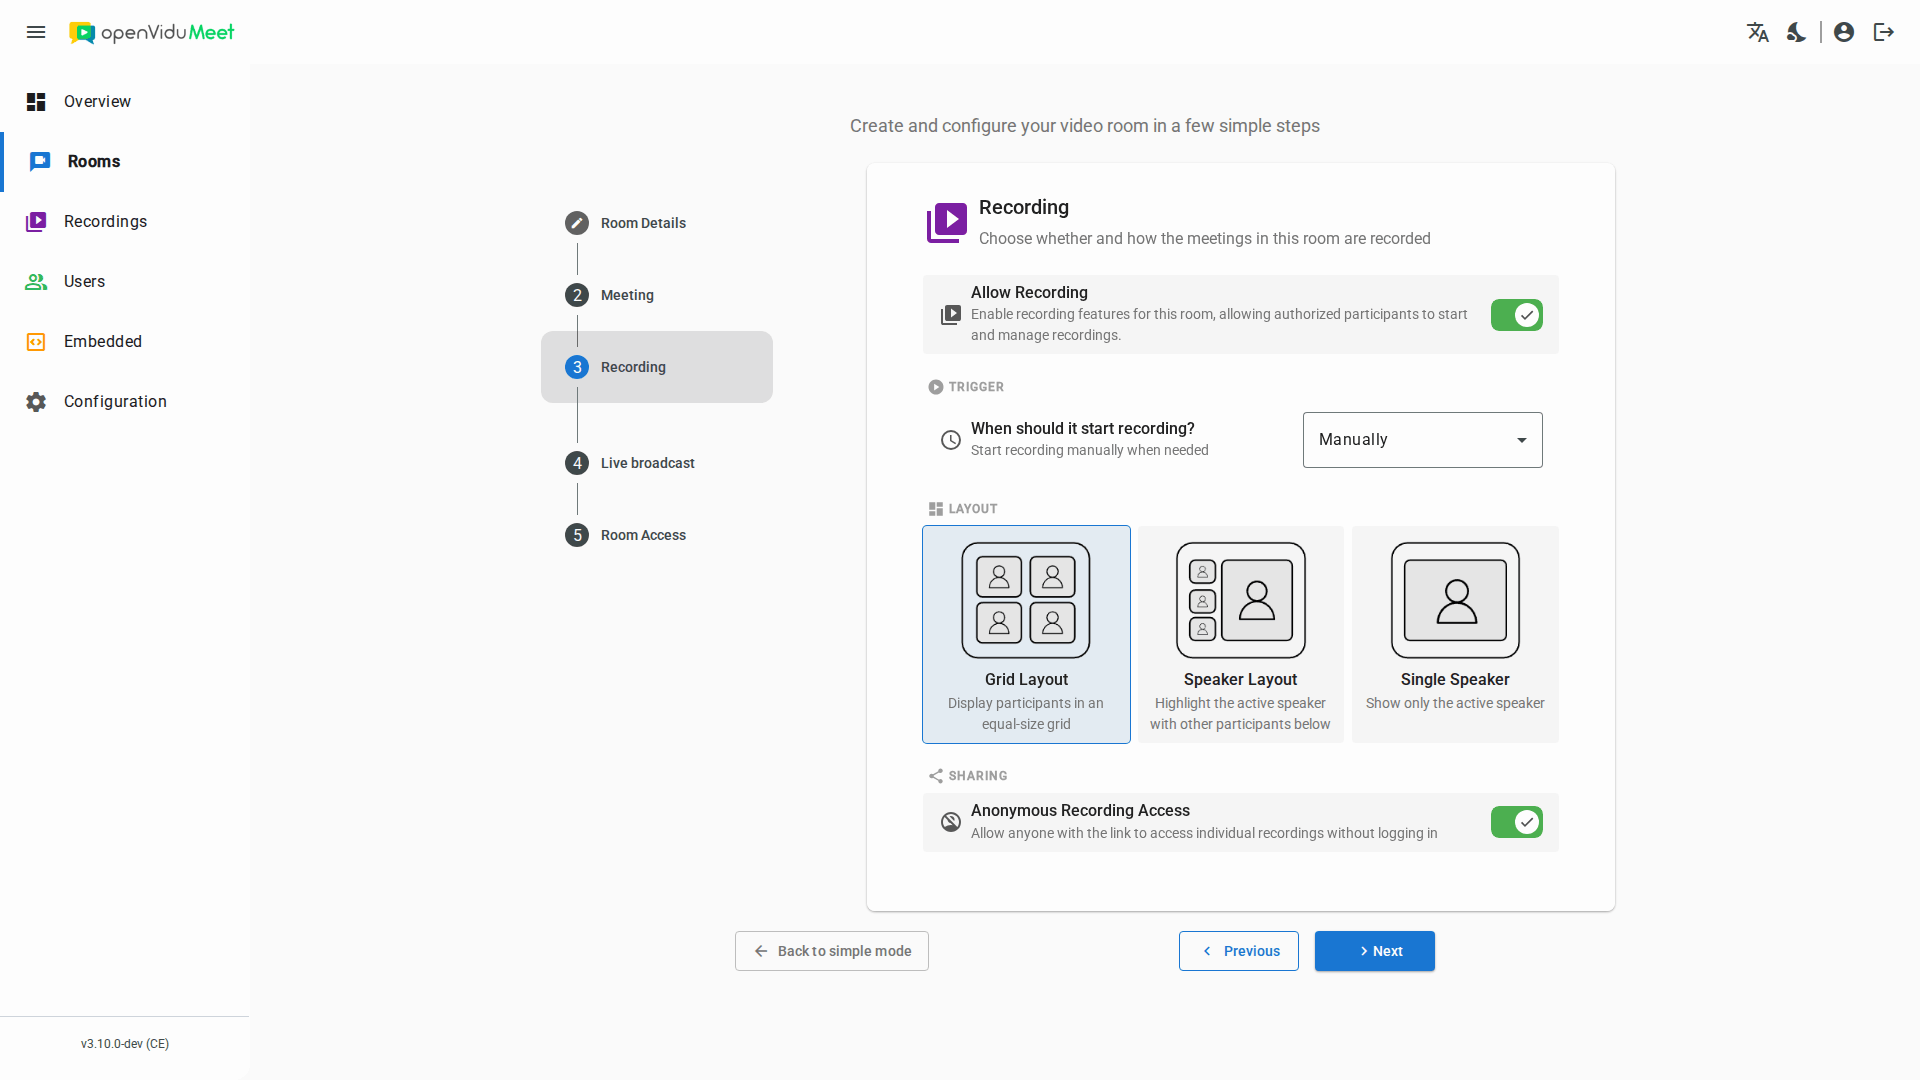 openVidu Meet
Overview
Rooms
Recordings
Users
Embedded
Configuration
v3.10.0-dev (CE)
Create and configure your video room in a few simple steps
Room Details
2 Meeting
3 Recording
4 Live broadcast
5 Room Access
Recording
Choose whether and how the meetings in this room are recorded
Allow Recording
Enable recording features for this room, allowing authorized participants to start
and manage recordings.
TRIGGER
When should it start recording?
Start recording manually when needed
Manually
LAYOUT
Grid Layout
Display participants in an
equal-size grid
Speaker Layout
Highlight the active speaker
with other participants below
Single Speaker
Show only the active speaker
SHARING
Anonymous Recording Access
Allow anyone with the link to access individual recordings without logging in
Back to simple mode
Previous
Next